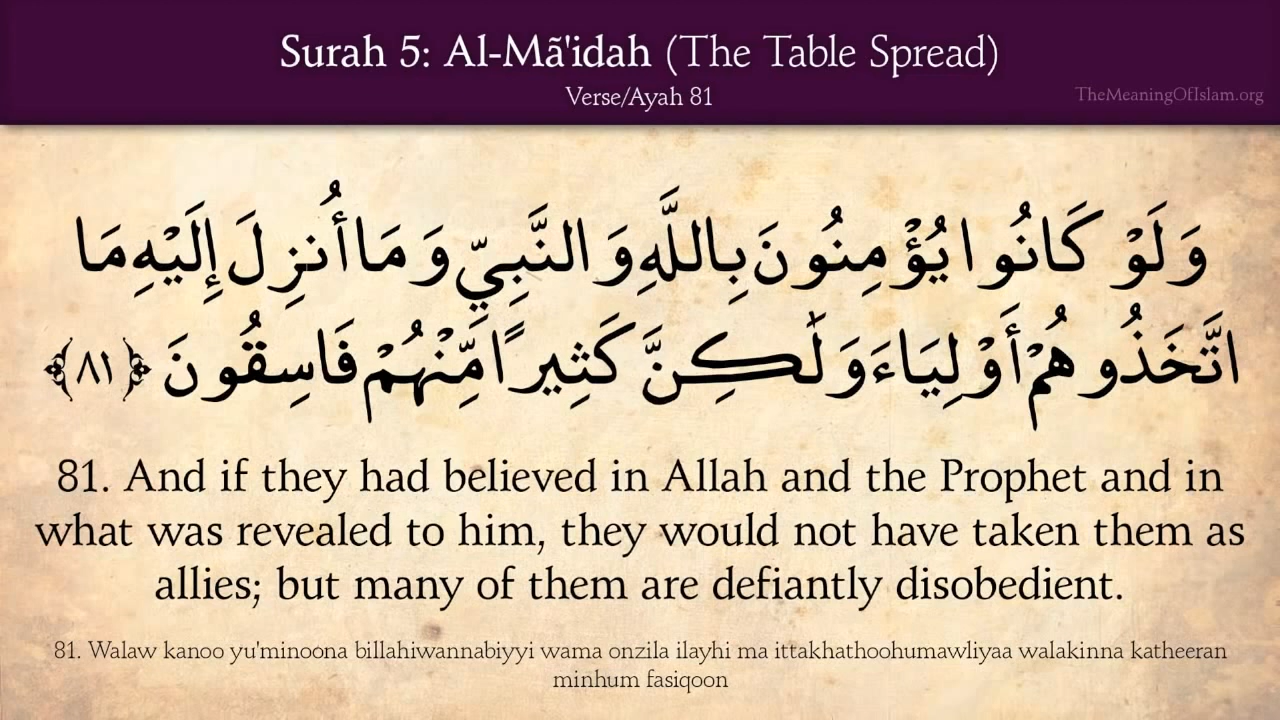 Surah 5: Al-Mã'idah (The Table Spread)
Verse/Ayah 81
TheMeaningOfIslam.org
وَلَوْ كَانُوا يُؤْمِنُونَ بِاللَّهِ وَالنَّبِيِّ وَمَا أُنزِلَ إِلَيْهِ مَا
اتَّخَذُوهُمْ أَوْلِيَاءَ وَلَٰكِنَّ كَثِيرًا مِّنْهُمْ فَاسِقُونَ ﴿٨١﴾
81. And if they had believed in Allah and the Prophet and in
what was revealed to him, they would not have taken them as
allies; but many of them are defiantly disobedient.
81. Walaw kanoo yu'minoona billahiwannabiyyi wama onzila ilayhi ma ittakhathoohumawliyaa walakinna katheeran
minhum fasiqoon